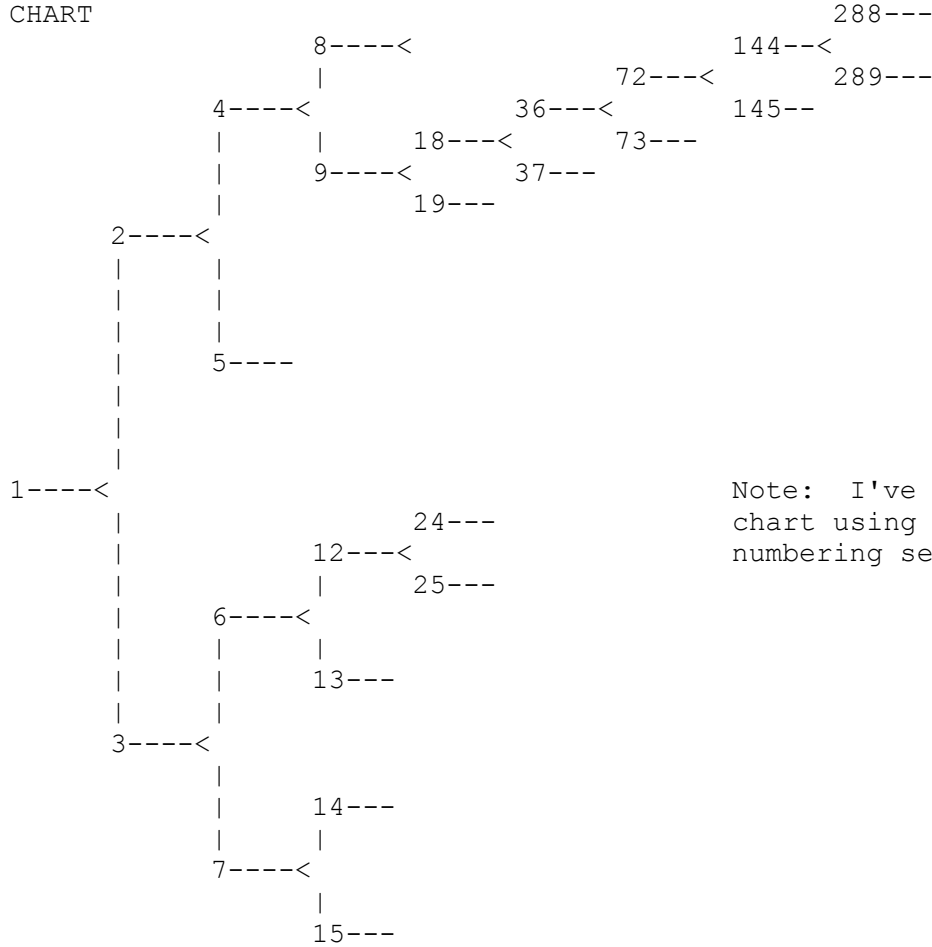 CHART 288---
8----< 144--<
| 72---< 289---
4----< 36---< 145--
| | 18---< 73---
| 9----< 37---
| 19---
2----<
| |
| |
| |
| 5----
|
|
|
1----< Note: I've
| 24--- chart using
| 12---< numbering se
| | 25---
| 6----<
| | |
| | 13---
| |
3----<
|
| 14---
| |
7----<
|
15---